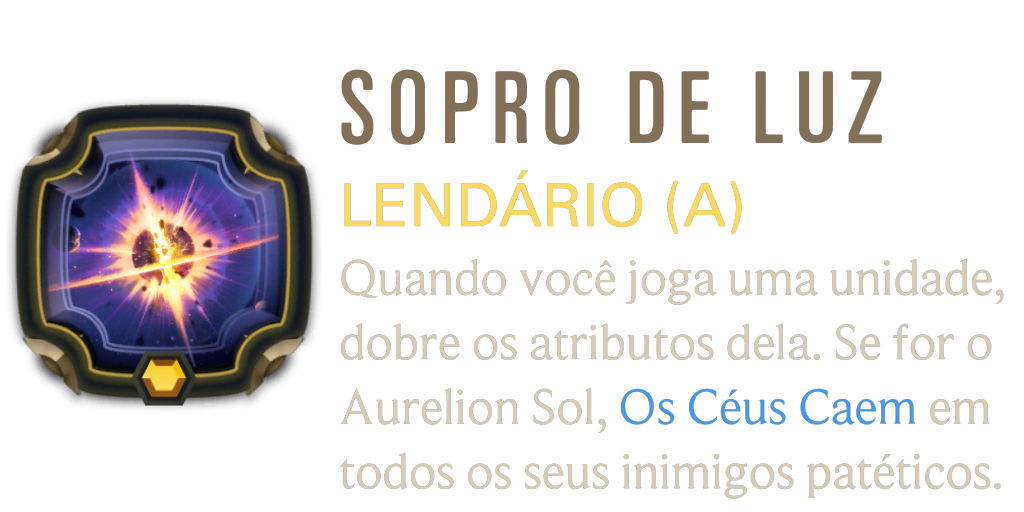 SOPRO DE LUZ
LENDÁRIO (A)
Quando você joga uma unidade,
dobre os atributos dela. Se for o
Aurelion Sol, Os Céus Caem em
todos os seus inimigos patéticos.